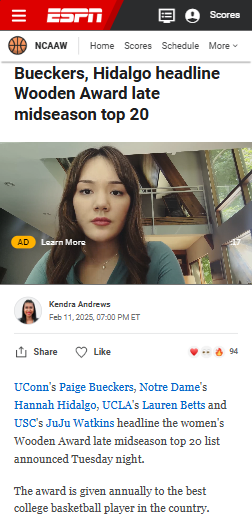 ESPN
Scores
NCAAW
Home
Scores
Schedule
More
Bueckers, Hidalgo headline
Wooden Award late
midseason top 20
AD
Learn More
:17
Kendra Andrews
Feb 11, 2025, 07:00 PM ET
Share
Like
94
UConn's Paige Bueckers, Notre Dame's
Hannah Hidalgo, UCLA's Lauren Betts and
USC's JuJu Watkins headline the women's
Wooden Award late midseason top 20 list
announced Tuesday night.
The award is given annually to the best
college basketball player in the country.